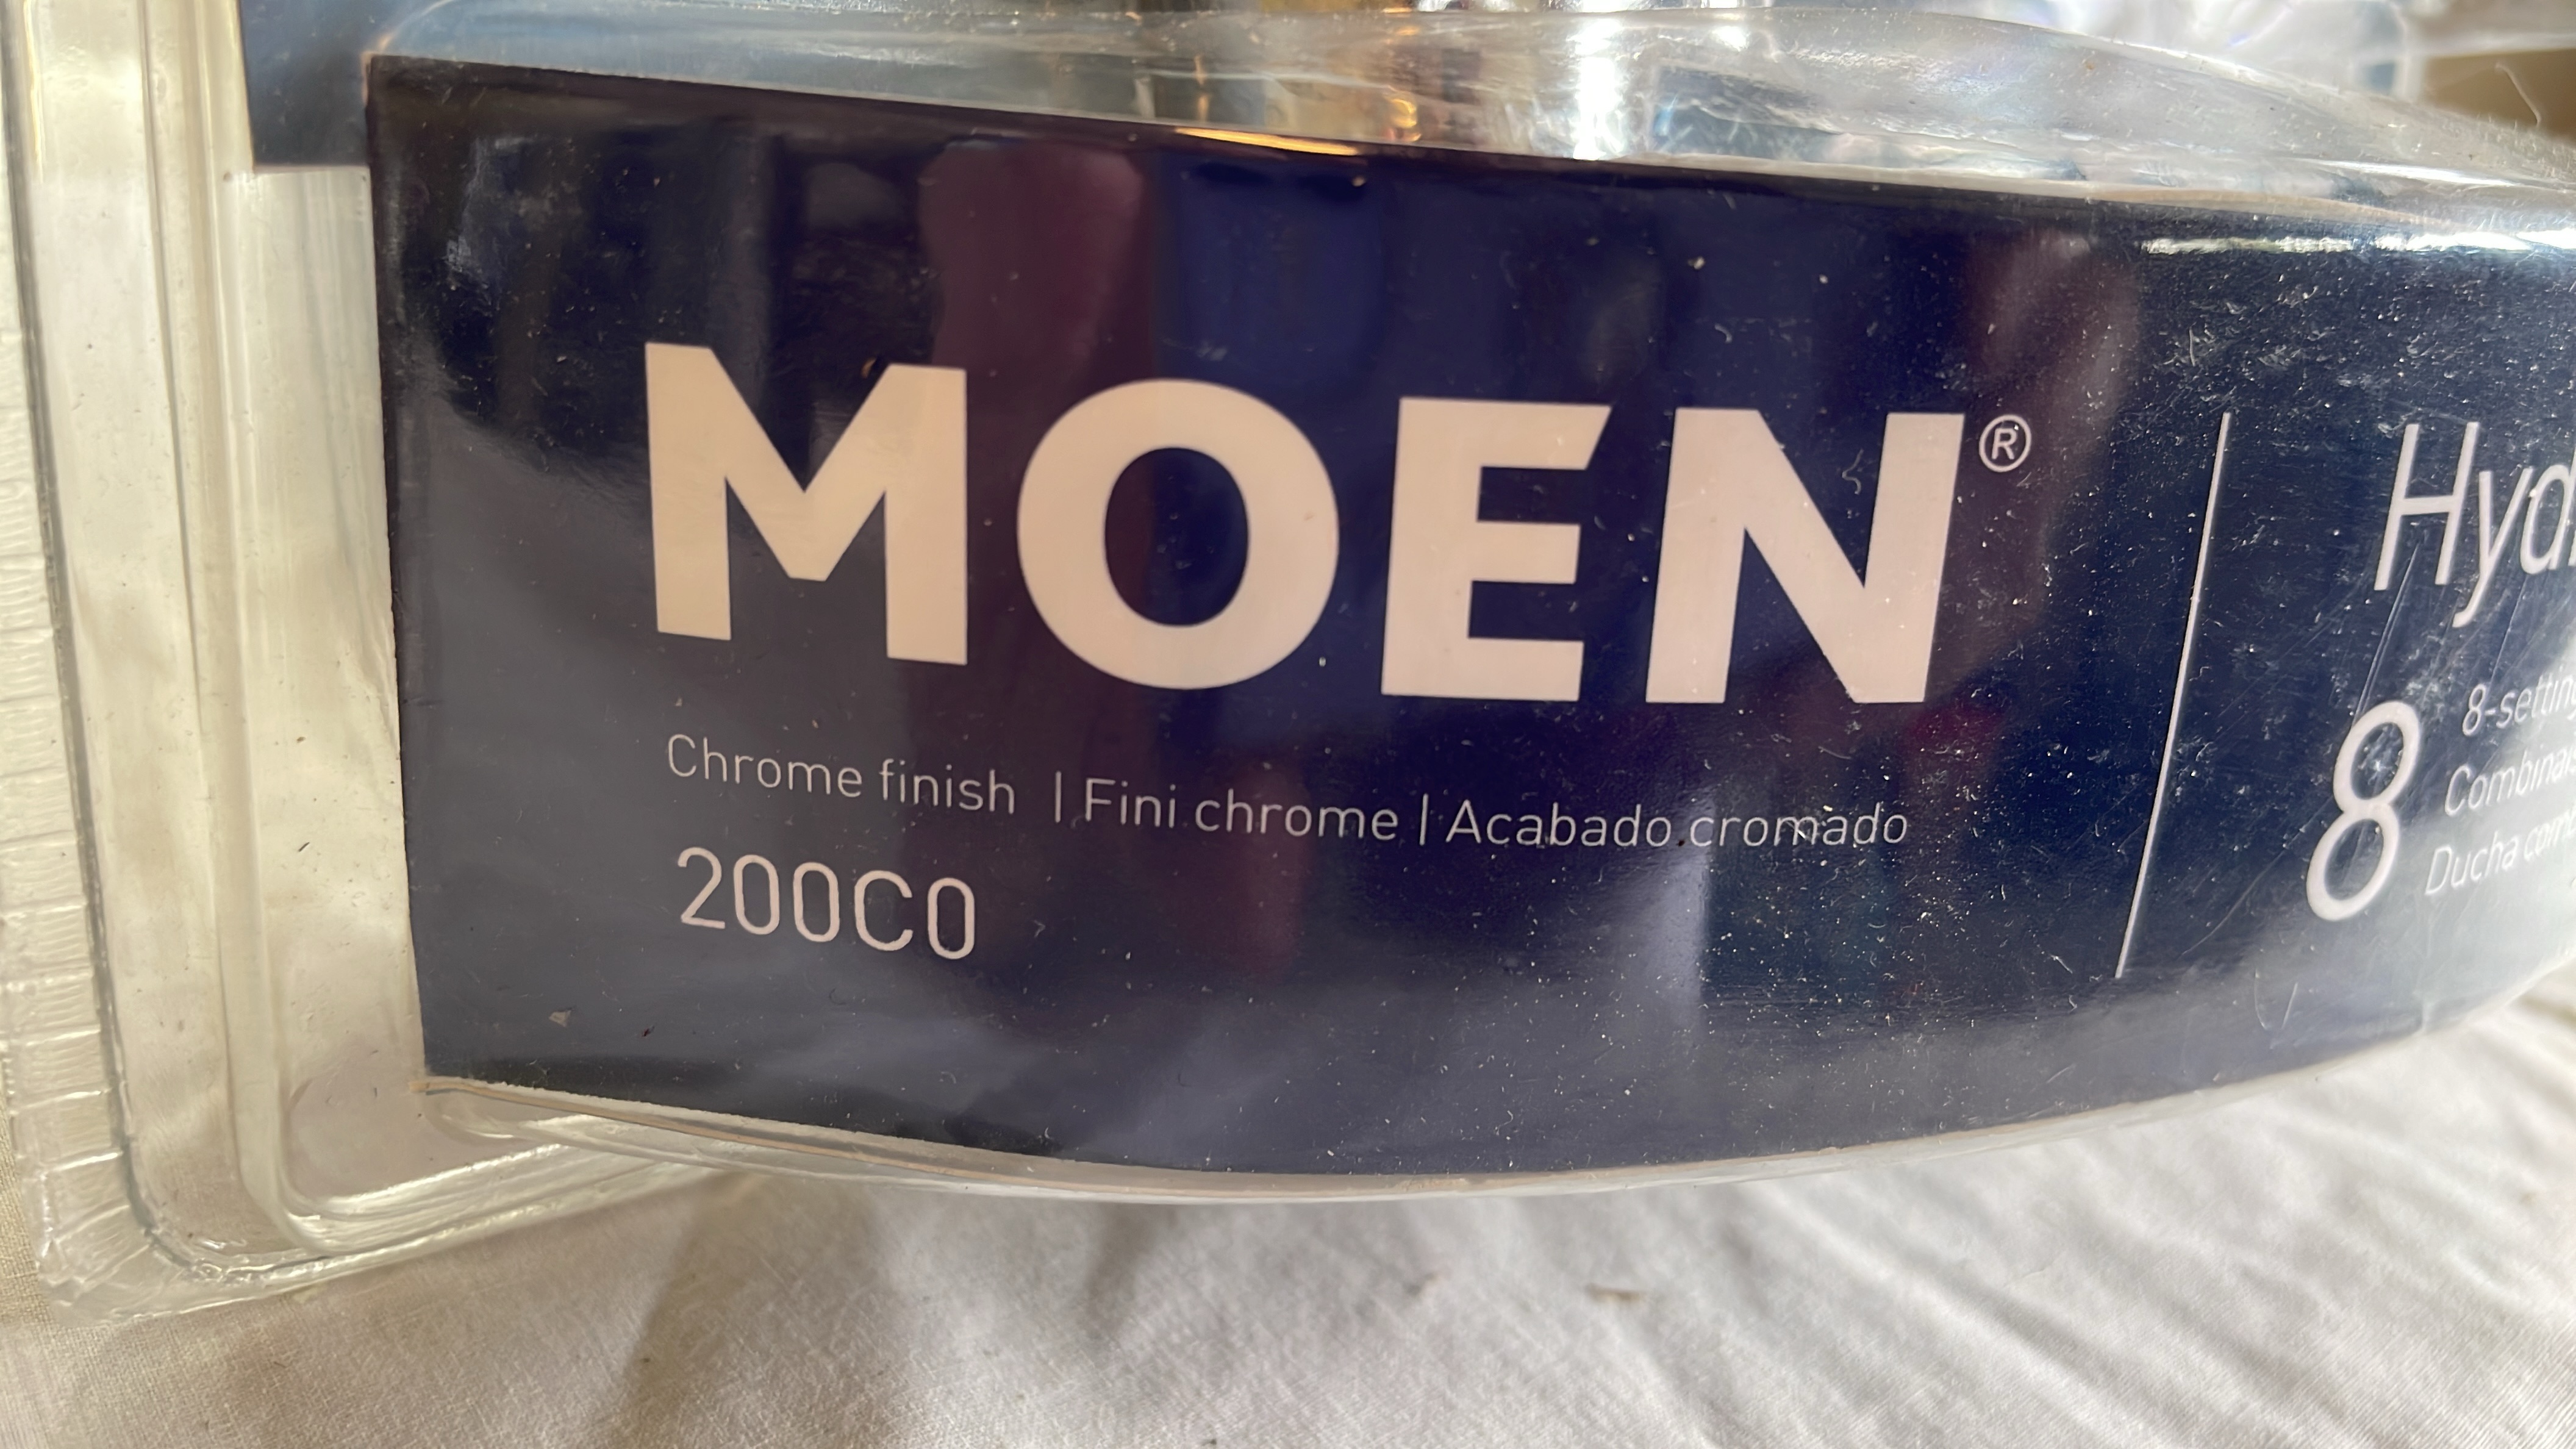 MOEN®
Chrome finish | Fini chrome | Acabado cromado
200C0
8